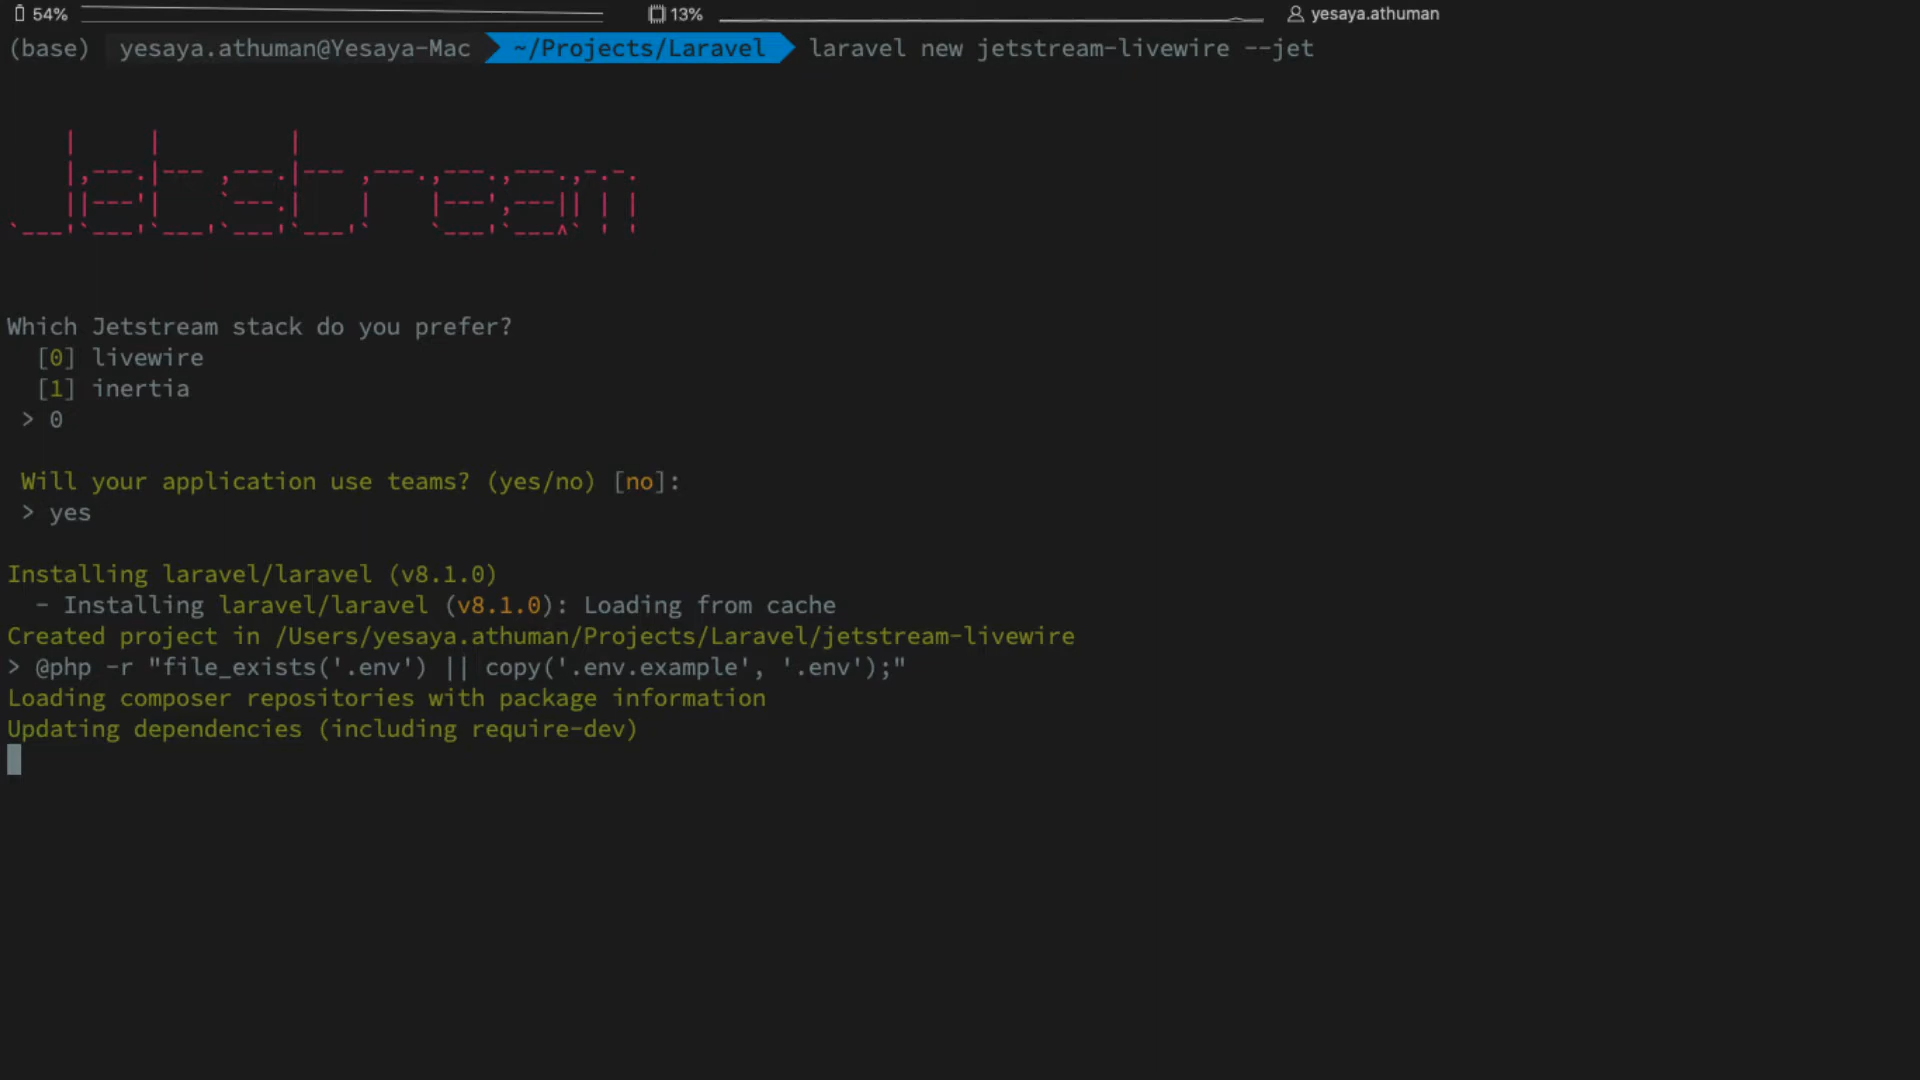 54% 13% yesaya.athuman
(base) yesaya.athuman@Yesaya-Mac ~/Projects/Laravel laravel new jetstream-livewire --jet
Jetstream
Which Jetstream stack do you prefer?
[0] livewire
[1] inertia
> 0
Will your application use teams? (yes/no) [no]:
> yes
Installing laravel/laravel (v8.1.0)
- Installing laravel/laravel (v8.1.0): Loading from cache
Created project in /Users/yesaya.athuman/Projects/Laravel/jetstream-livewire
> @php -r "file_exists('.env') || copy('.env.example', '.env');"
Loading composer repositories with package information
Updating dependencies (including require-dev)